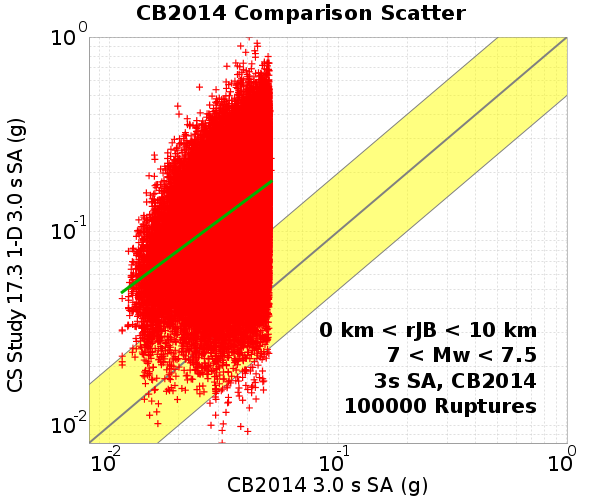 CB2014 Comparison Scatter
CS Study 17.3 1-D 3.0 s SA (g)
10^0
10^-1
10^-2
0 km < rJB < 10 km
7 < Mw < 7.5
3s SA, CB2014
100000 Ruptures
10^-2 10^-1 10^0
CB2014 3.0 s SA (g)